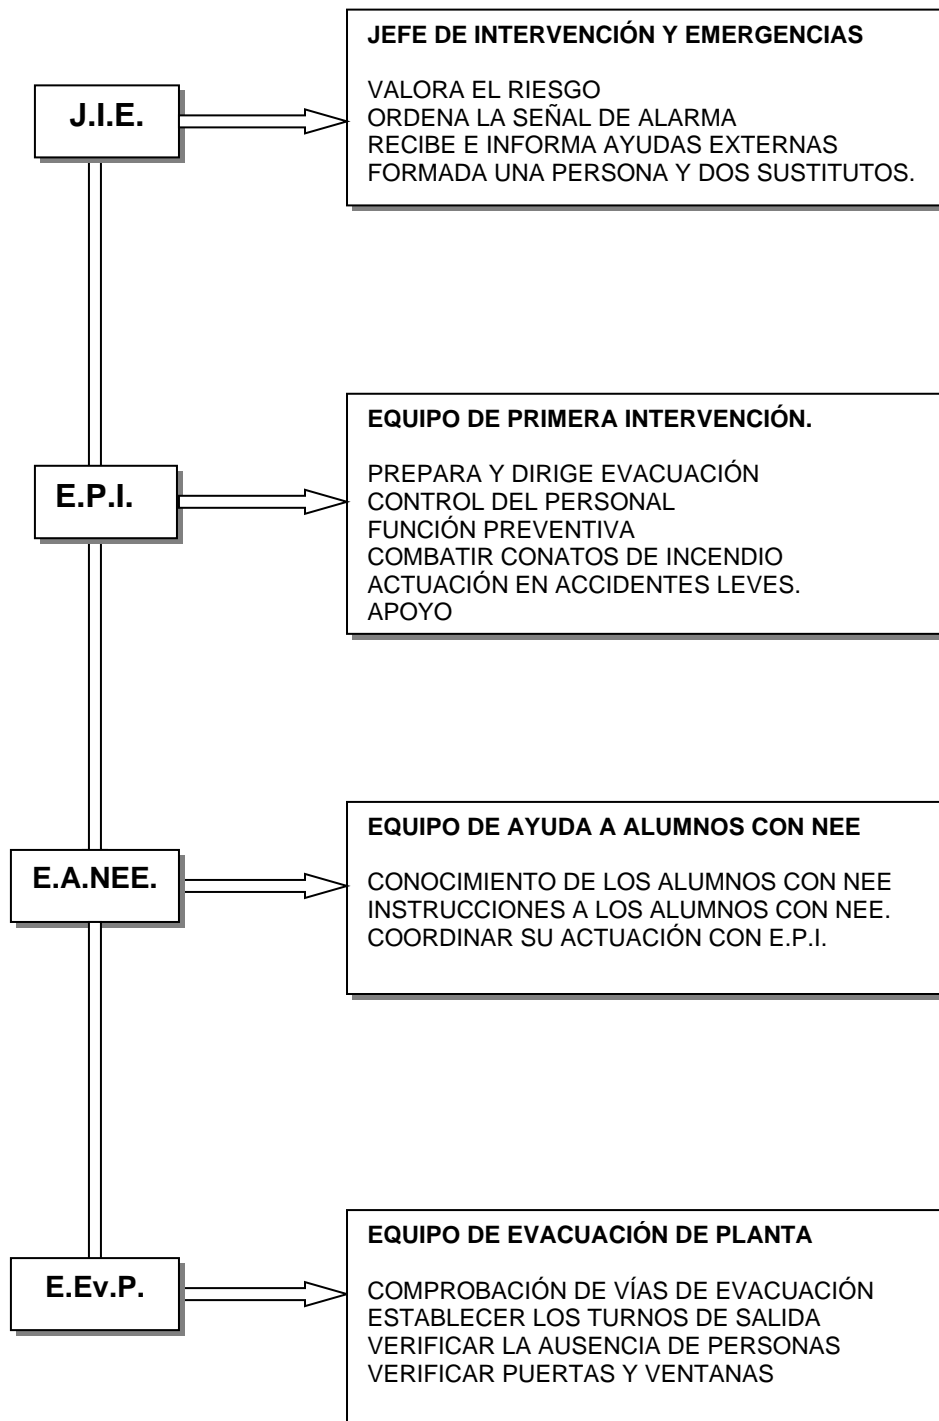 J.I.E.
JEFE DE INTERVENCIÓN Y EMERGENCIAS
VALORA EL RIESGO
ORDENA LA SEÑAL DE ALARMA
RECIBE E INFORMA AYUDAS EXTERNAS
FORMADA UNA PERSONA Y DOS SUSTITUTOS.
E.P.I.
EQUIPO DE PRIMERA INTERVENCIÓN.
PREPARA Y DIRIGE EVACUACIÓN
CONTROL DEL PERSONAL
FUNCIÓN PREVENTIVA
COMBATIR CONATOS DE INCENDIO
ACTUACIÓN EN ACCIDENTES LEVES.
APOYO
E.A.NEE.
EQUIPO DE AYUDA A ALUMNOS CON NEE
CONOCIMIENTO DE LOS ALUMNOS CON NEE
INSTRUCCIONES A LOS ALUMNOS CON NEE.
COORDINAR SU ACTUACIÓN CON E.P.I.
E.Ev.P.
EQUIPO DE EVACUACIÓN DE PLANTA
COMPROBACIÓN DE VÍAS DE EVACUACIÓN
ESTABLECER LOS TURNOS DE SALIDA
VERIFICAR LA AUSENCIA DE PERSONAS
VERIFICAR PUERTAS Y VENTANAS